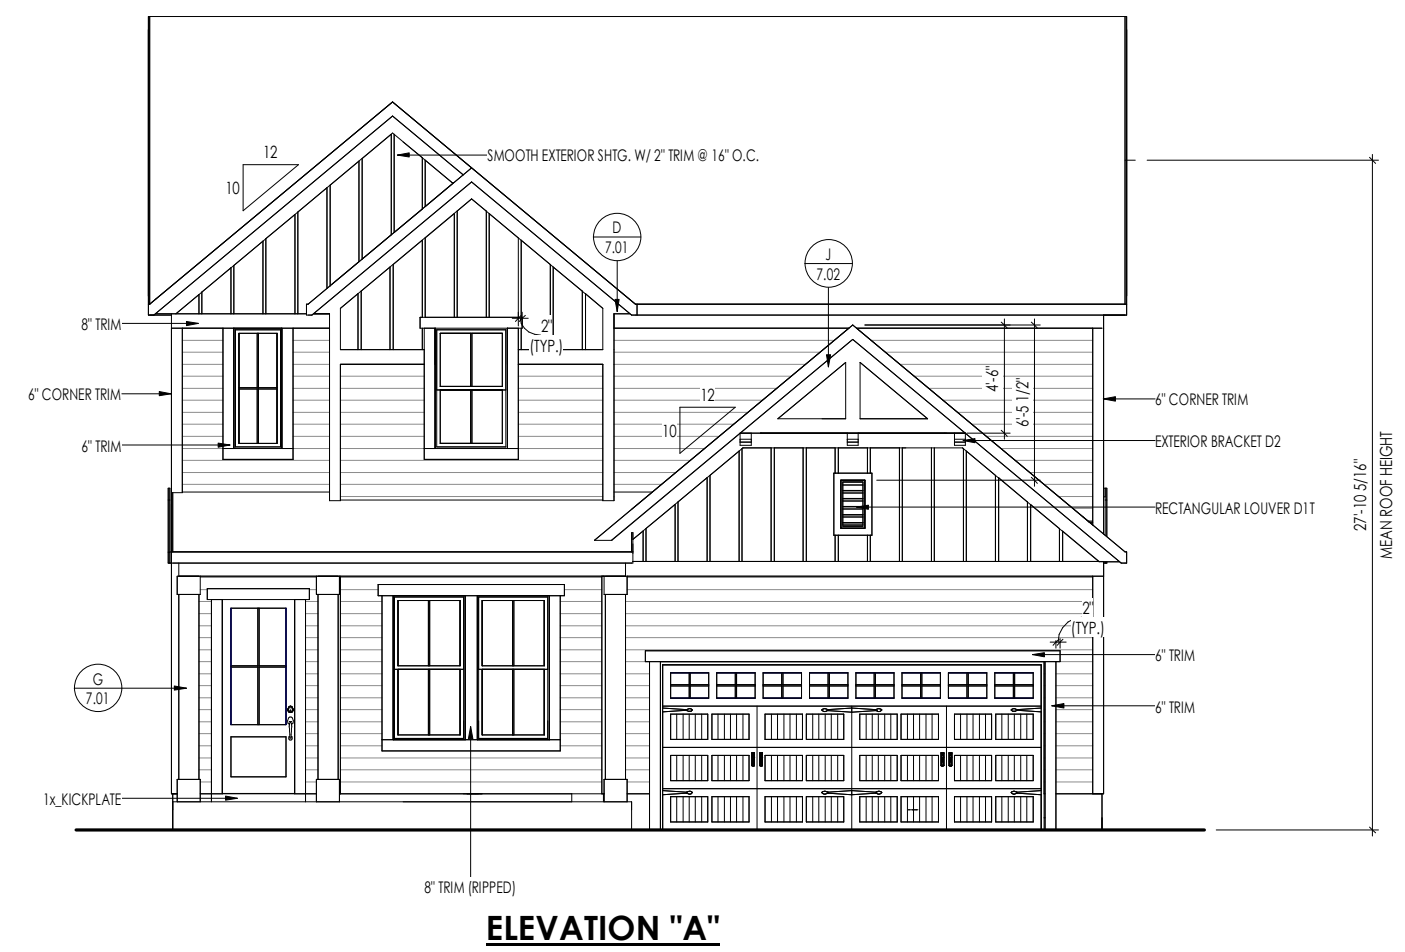 12
SMOOTH EXTERIOR SHTG. W/ 2" TRIM @ 16" O.C.
10
D
7.01
J
7.02
8" TRIM
2"
(TYP.)
4'-6"
6'-5 1/2"
6" CORNER TRIM
12
6" CORNER TRIM
10
6" TRIM
EXTERIOR BRACKET D2
27'-10 5/16"
MEAN ROOF HEIGHT
RECTANGULAR LOUVER D1T
2"
(TYP.)
6" TRIM
G
7.01
6" TRIM
1x_KICKPLATE
8" TRIM (RIPPED)
ELEVATION "A"